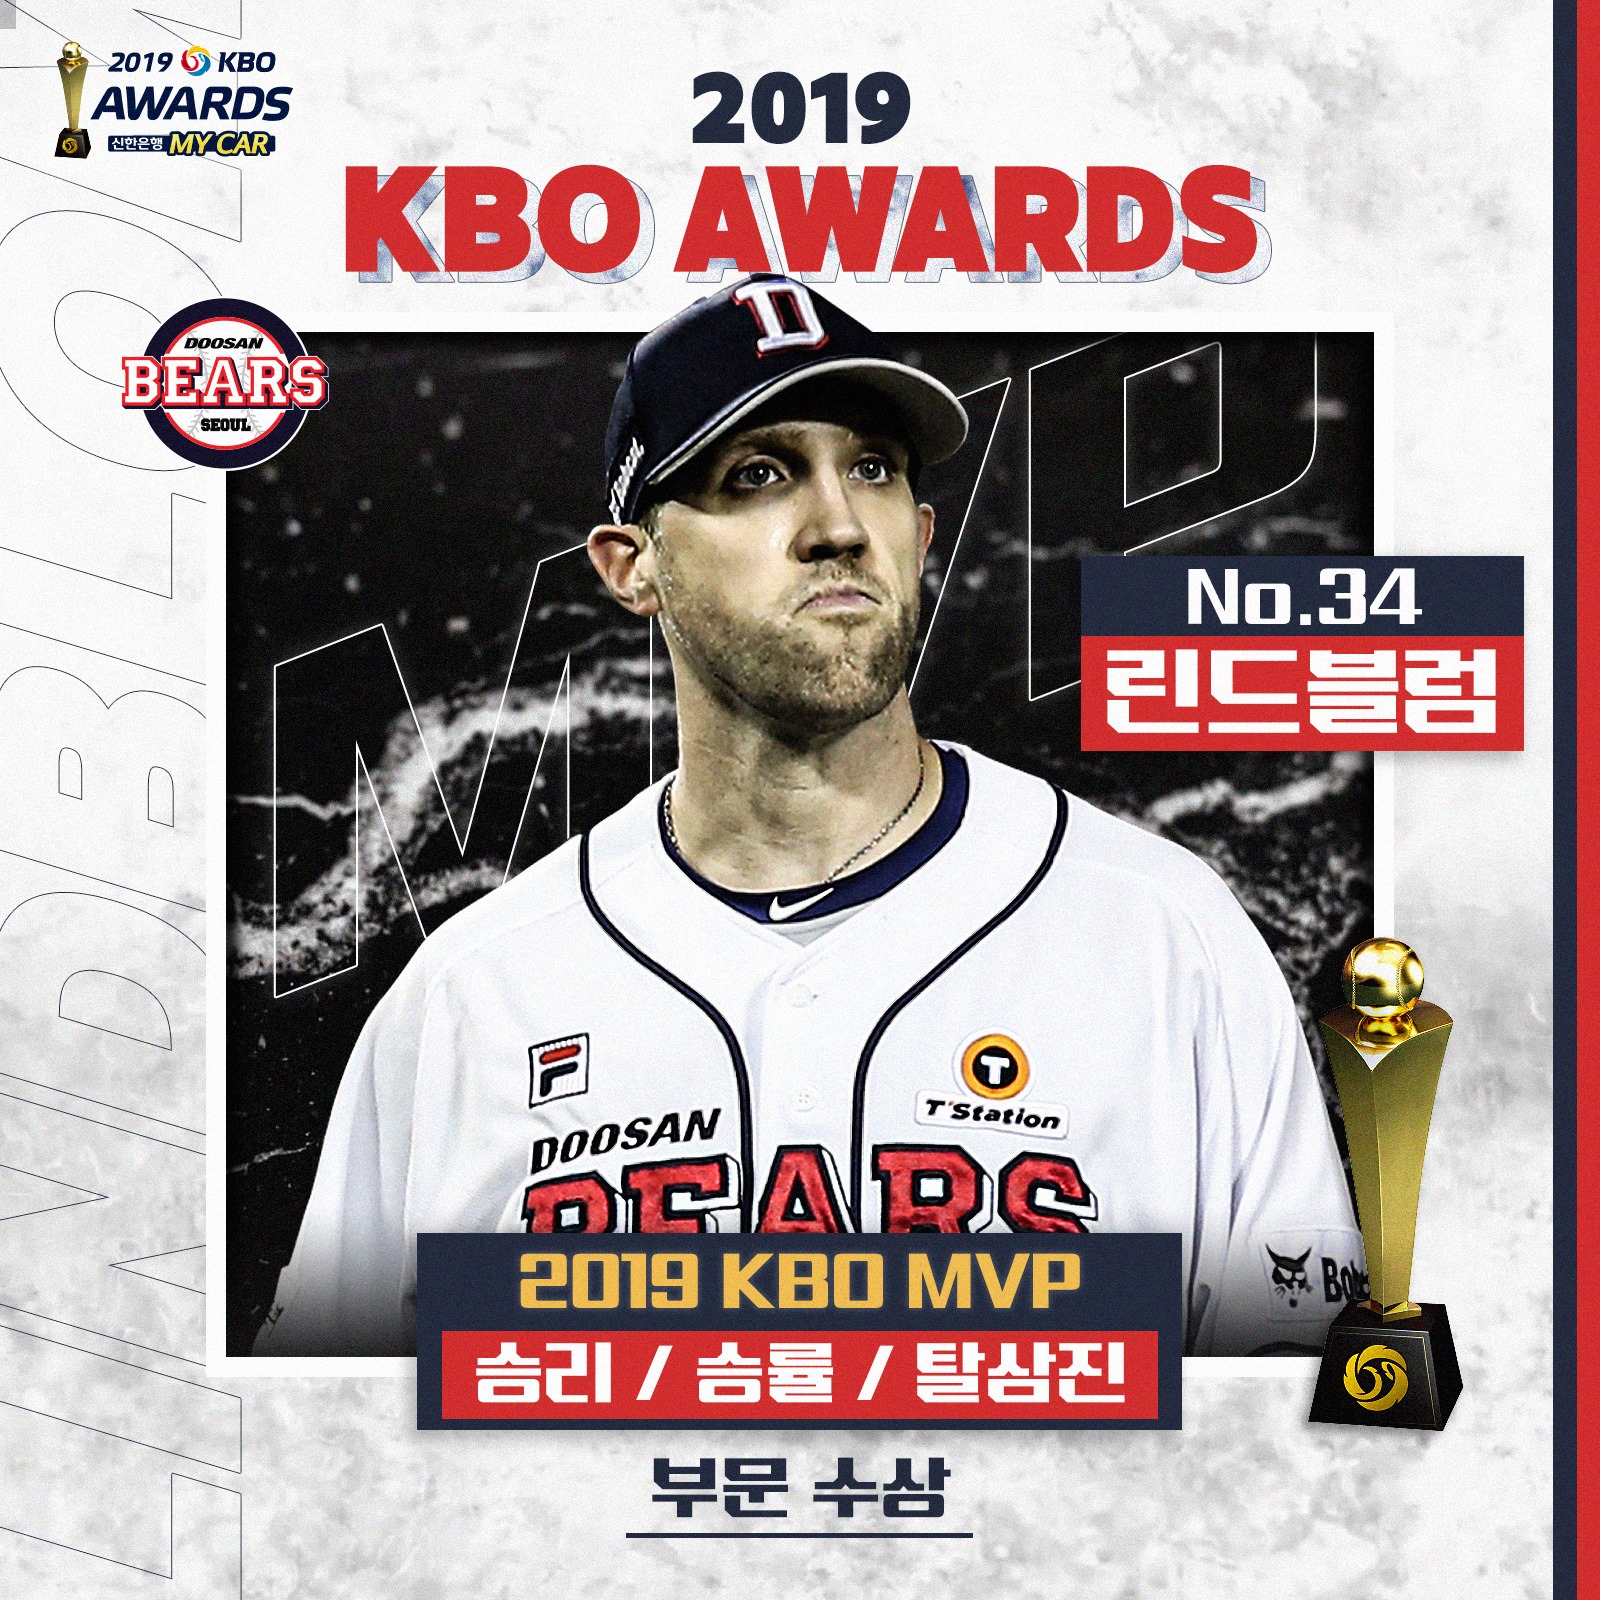 2019 KBO
AWARDS
신한은행 MY CAR
2019
KBO AWARDS
DOOSAN
BEARS
SEOUL
D
MVP
No.34
린드블럼
LINDBLOM
F
T
T'Station
DOOSAN
BEARS
2019 KBO MVP
승리 / 승률 / 탈삼진
부문 수상